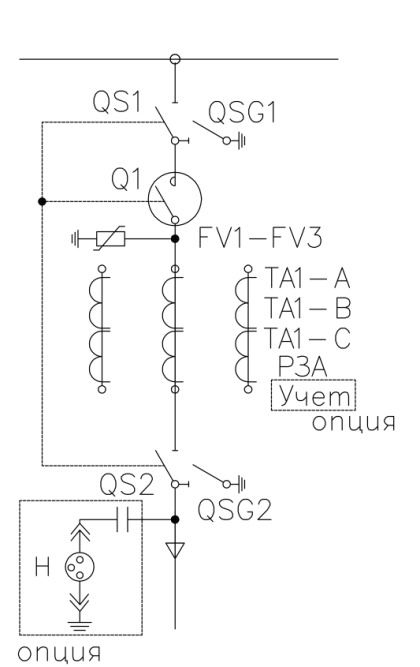 QS1
QSG1
Q1
FV1-FV3
TA1-A
TA1-B
TA1-C
РЗА
Учет
опция
QS2
QSG2
H
опция